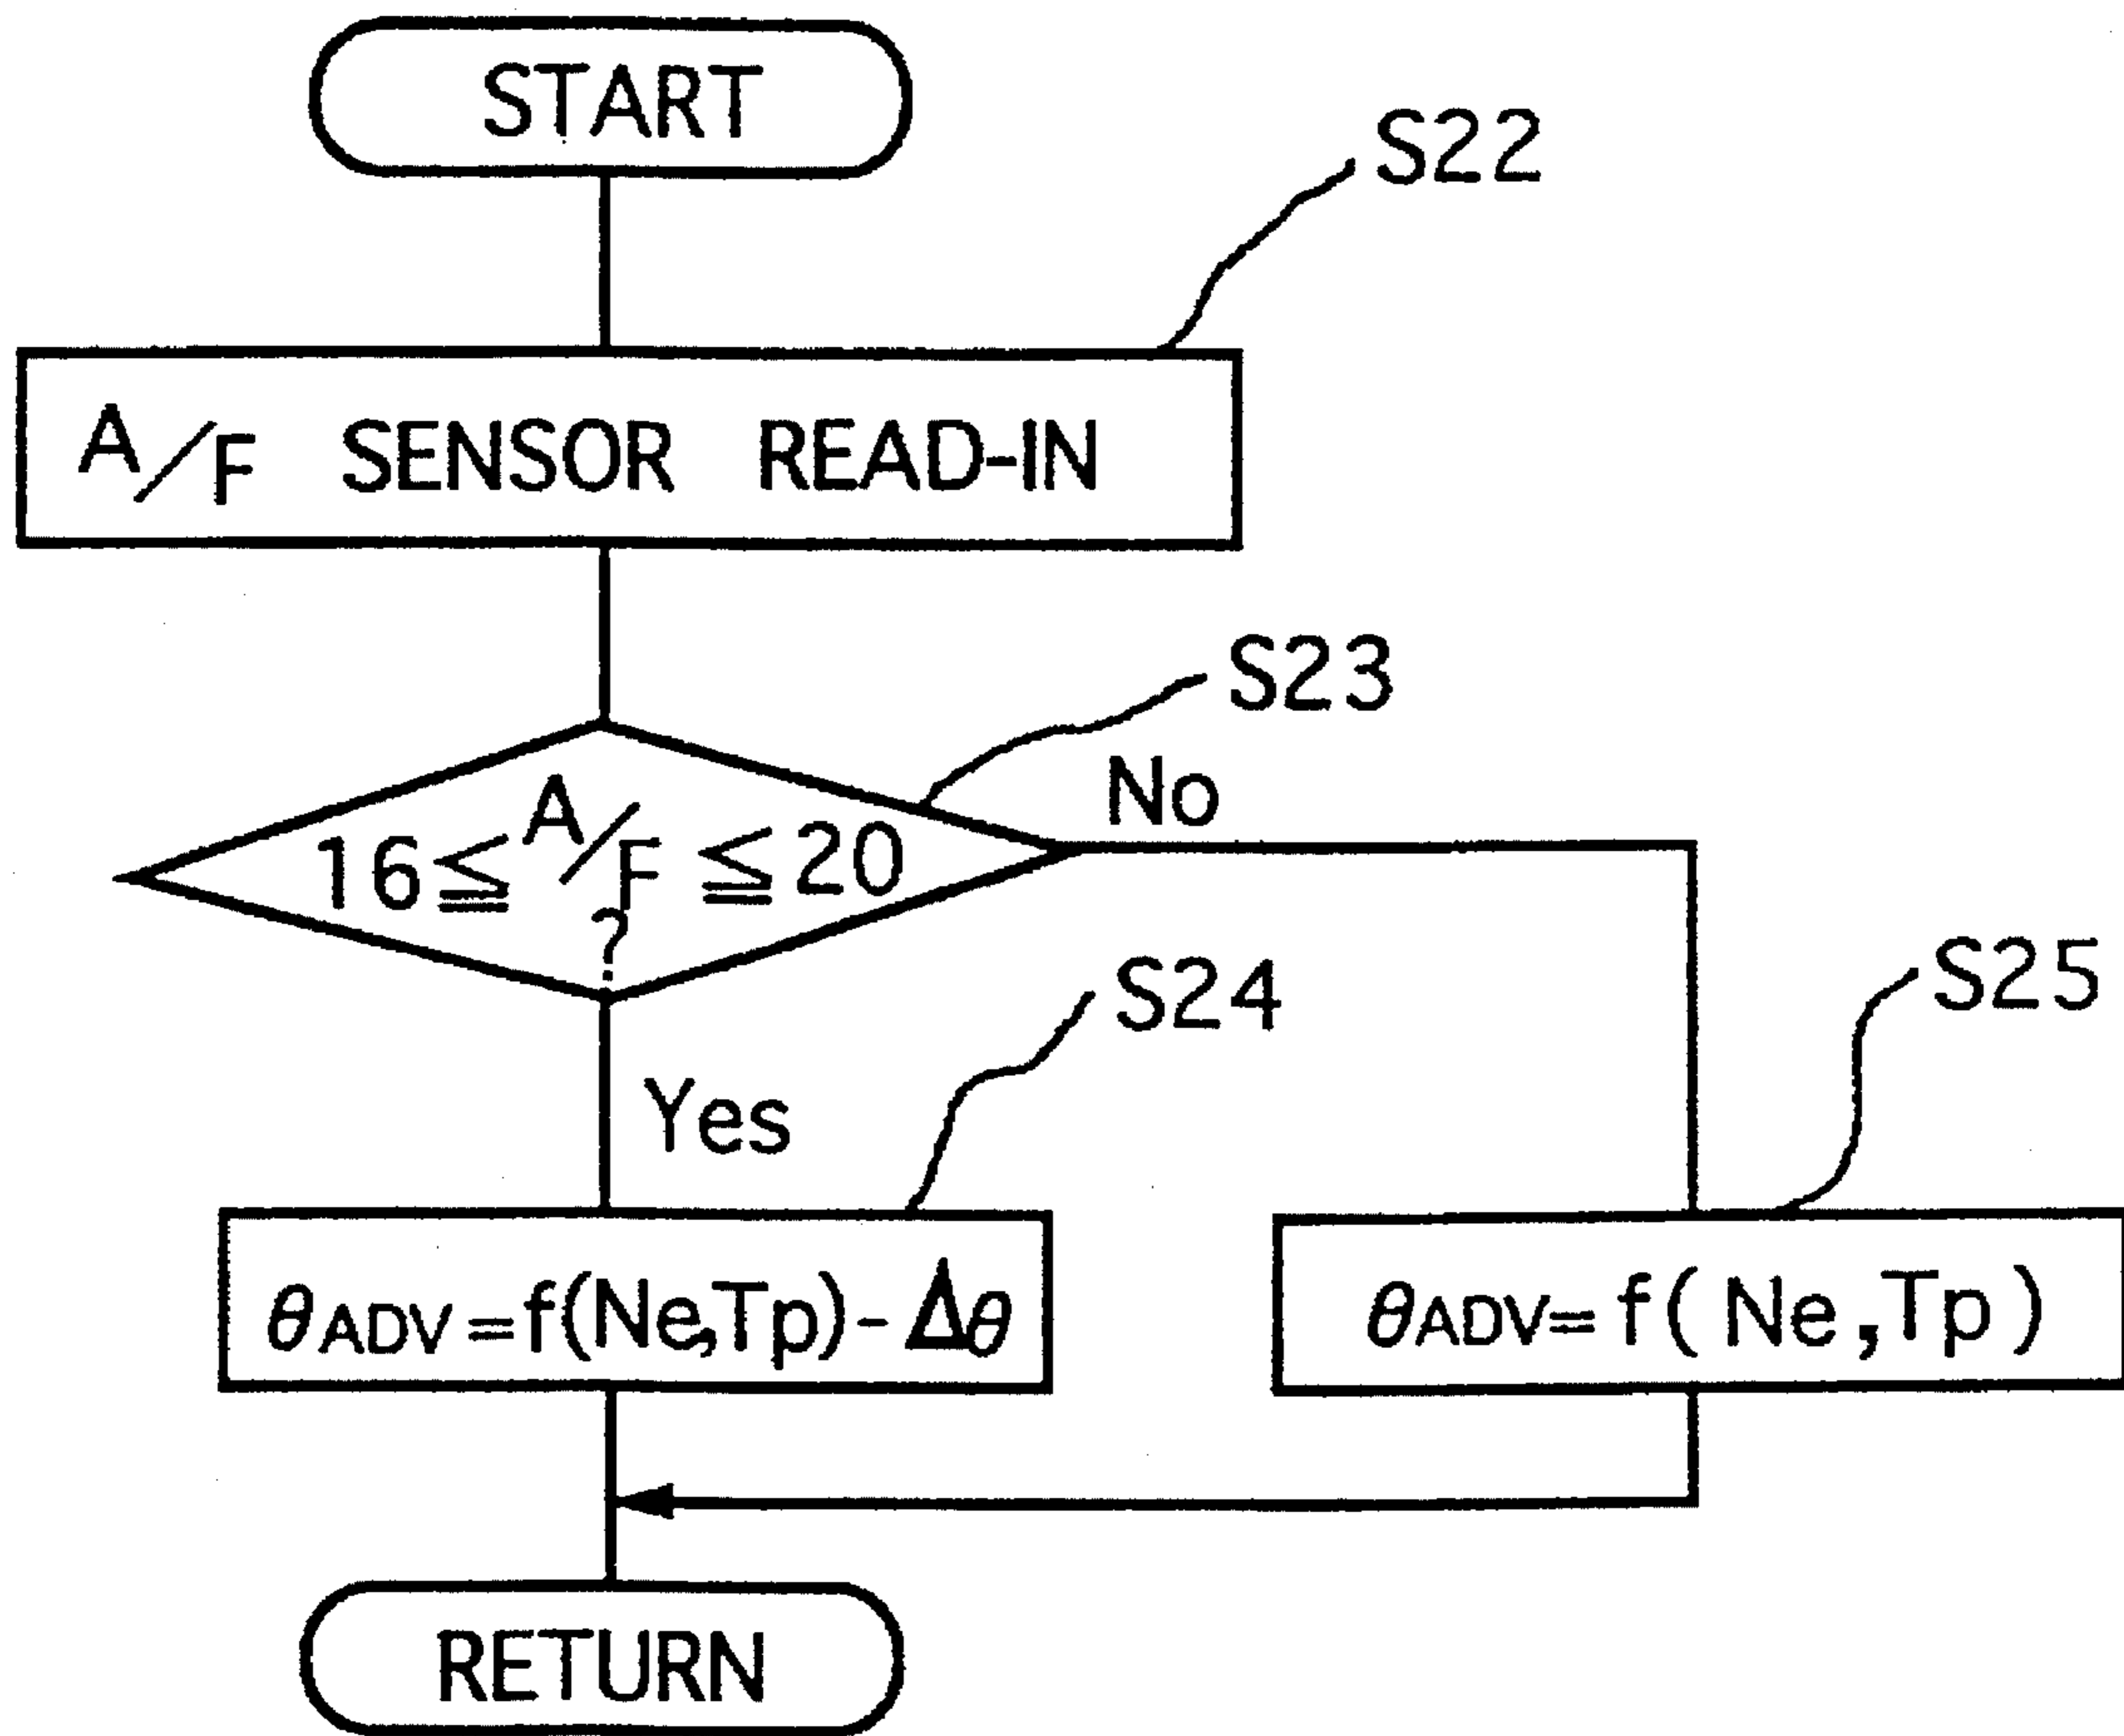 START
S22
A/F SENSOR READ-IN
S23
No
16≦A/F≦20
?
S24
S25
Yes
θADV=f(Ne,Tp)-Δθ
θADV=f(Ne,Tp)
RETURN